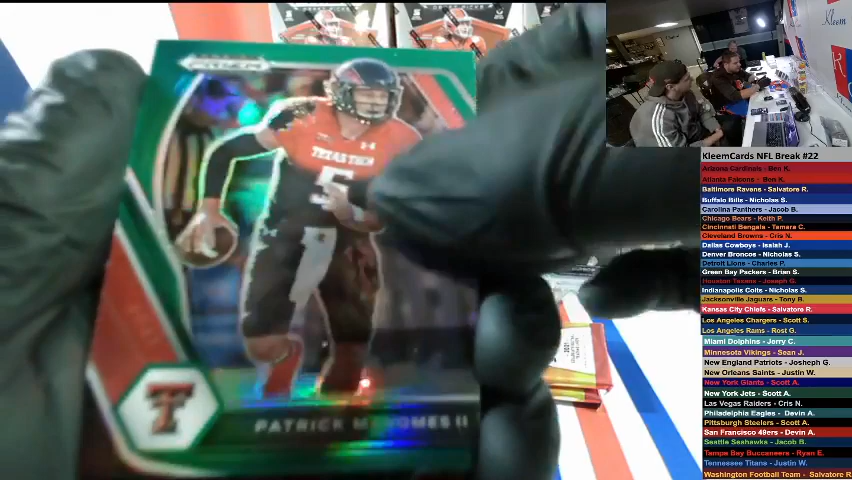 PRIZM
TEXAS TECH
5
T
PATRICK MAHOMES II
2021
Kleem
KleemCards NFL Break #22
Arizona Cardinals - Ben K.
Atlanta Falcons - Ben K.
Baltimore Ravens - Salvatore R.
Buffalo Bills - Nicholas S.
Carolina Panthers - Jacob B.
Chicago Bears - Keith P.
Cincinnati Bengals - Tamara C.
Cleveland Browns - Cris N.
Dallas Cowboys - Isaiah J.
Denver Broncos - Nicholas S.
Detroit Lions - Charles P.
Green Bay Packers - Brian S.
Houston Texans - Joseph G.
Indianapolis Colts - Nicholas S.
Jacksonville Jaguars - Tony B.
Kansas City Chiefs - Salvatore R.
Los Angeles Chargers - Scott S.
Los Angeles Rams - Rost G.
Miami Dolphins - Jerry C.
Minnesota Vikings - Sean J.
New England Patriots - Josheph G.
New Orleans Saints - Justin W.
New York Giants - Scott A.
New York Jets - Scott A.
Las Vegas Raiders - Cris N.
Philadelphia Eagles - Devin A.
Pittsburgh Steelers - Scott A.
San Francisco 49ers - Devin A.
Seattle Seahawks - Jacob B.
Tampa Bay Buccaneers - Ryan E.
Tennessee Titans - Justin W.
Washington Football Team - Salvatore R